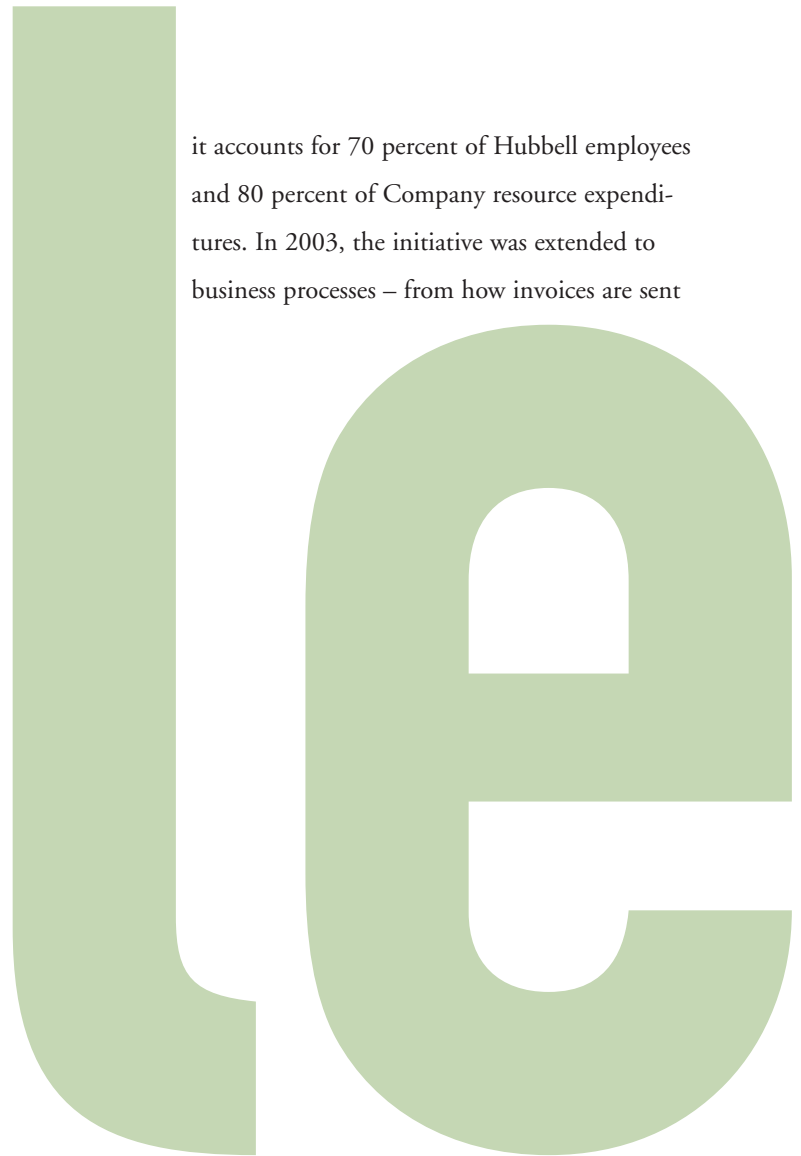 it accounts for 70 percent of Hubbell employees
and 80 percent of Company resource expendi-
tures. In 2003, the initiative was extended to
business processes – from how invoices are sent
le